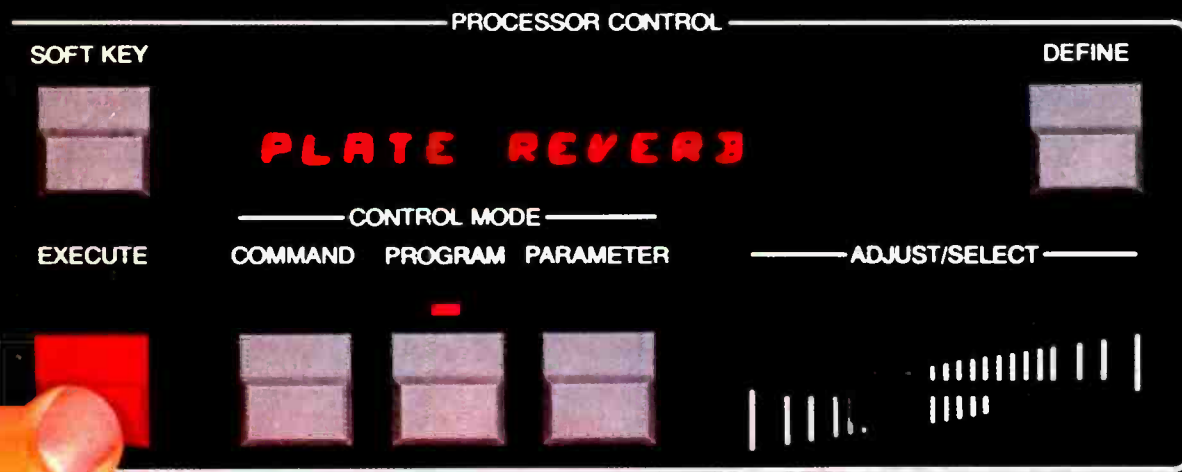 PROCESSOR CONTROL
SOFT KEY
DEFINE
PLATE REVERB
CONTROL MODE
EXECUTE COMMAND PROGRAM PARAMETER ADJUST/SELECT